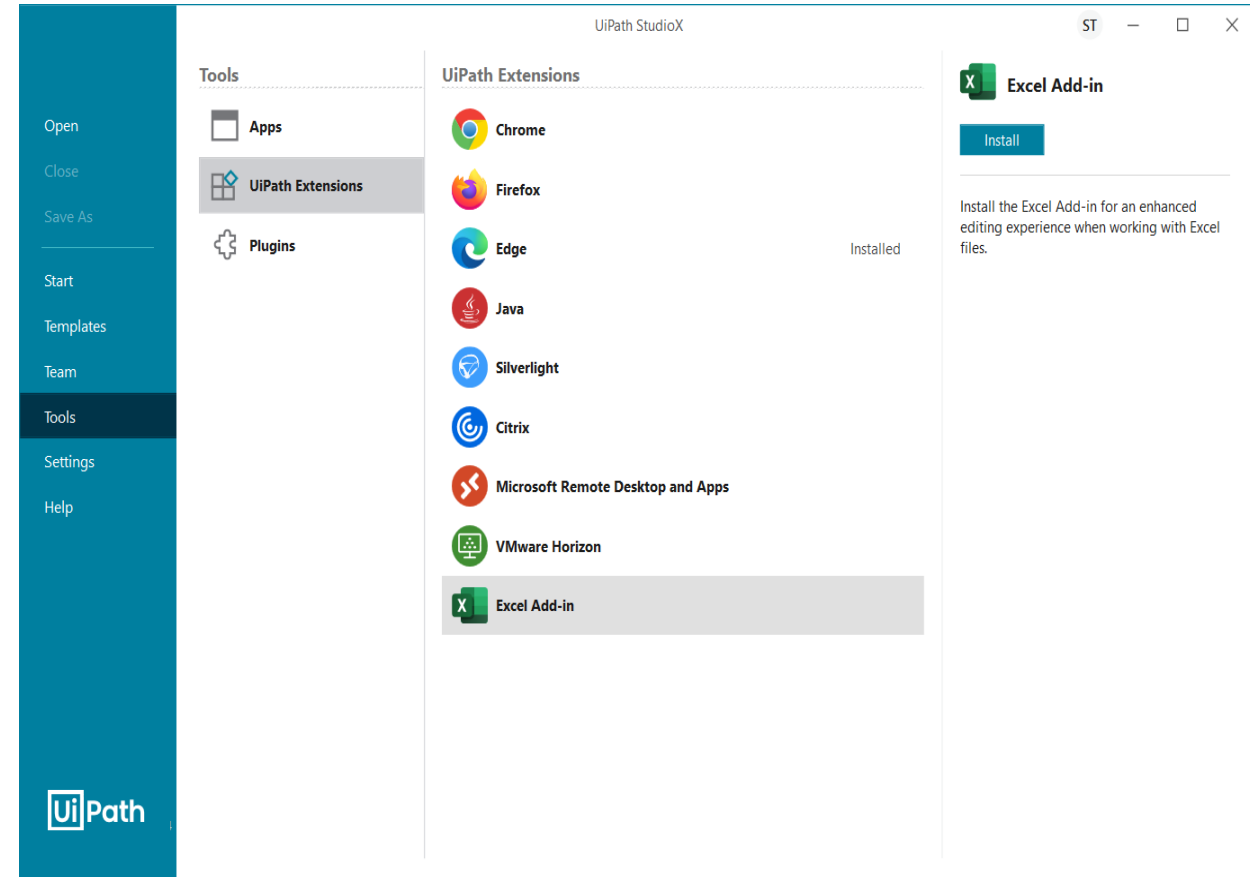 UiPath StudioX
ST
Open
Close
Save As
Start
Templates
Team
Tools
Settings
Help
UiPath
Tools
Apps
UiPath Extensions
Plugins
UiPath Extensions
Chrome
Firefox
Edge Installed
Java
Silverlight
Citrix
Microsoft Remote Desktop and Apps
VMware Horizon
X Excel Add-in
X Excel Add-in
Install
Install the Excel Add-in for an enhanced
editing experience when working with Excel
files.